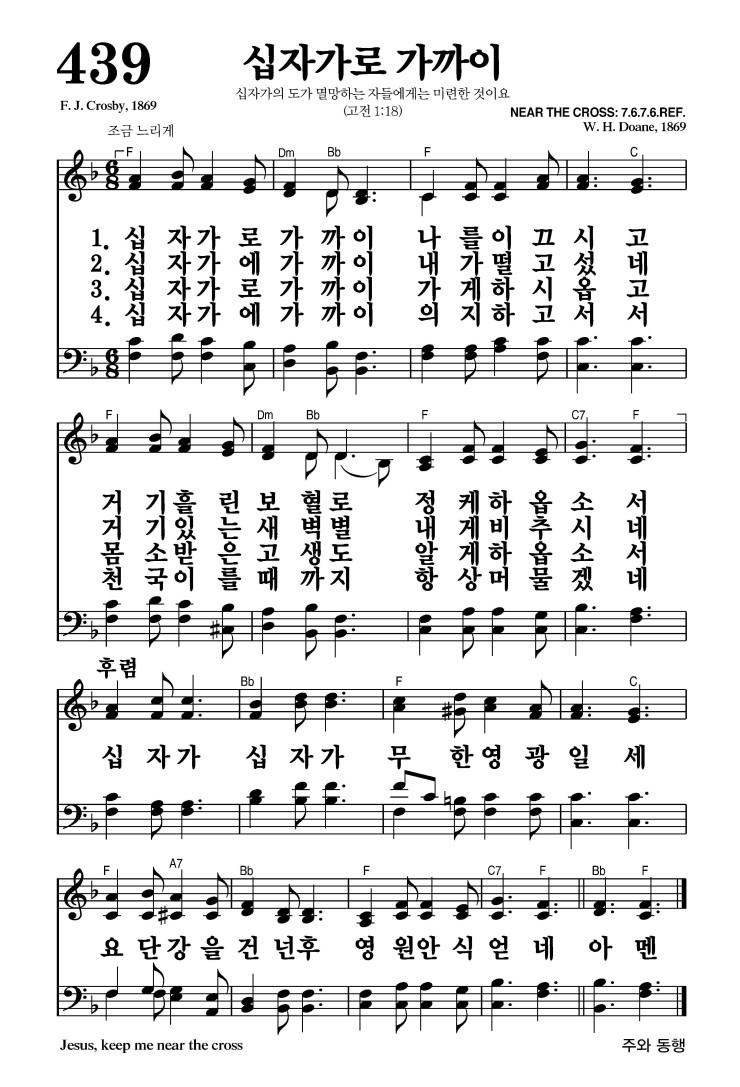 439
십자가로 가까이
십자가의 도가 멸망하는 자들에게는 미련한 것이요
(고전 1:18)
F. J. Crosby, 1869
NEAR THE CROSS: 7.6.7.6.REF.
W. H. Doane, 1869
조금 느리게
F Dm Bb F C
1. 십 자가 로 가 까 이 나 를이 끄 시 고
2. 십 자가 에 가 까 이 내 가떨 고 섰 네
3. 십 자가 로 가 까 이 가 게하 시 옵 고
4. 십 자가 에 가 까 이 의 지하 고 서 서
F Dm Bb F C7 F
거 기흘 린 보 혈로 정 케하 옵 소 서
거 기있 는 새 벽별 내 게비 추 시 네
몸 소받 은 고 생도 알 게하 옵 소 서
천 국이 를 때 까지 항 상머 물 겠 네
후렴
Bb F C
십 자가 십 자가 무 한영 광 일 세
F A7 Bb F C7 F Bb F
요 단강 을 건 넌후 영 원안 식 얻 네 아 멘
Jesus, keep me near the cross
주와 동행